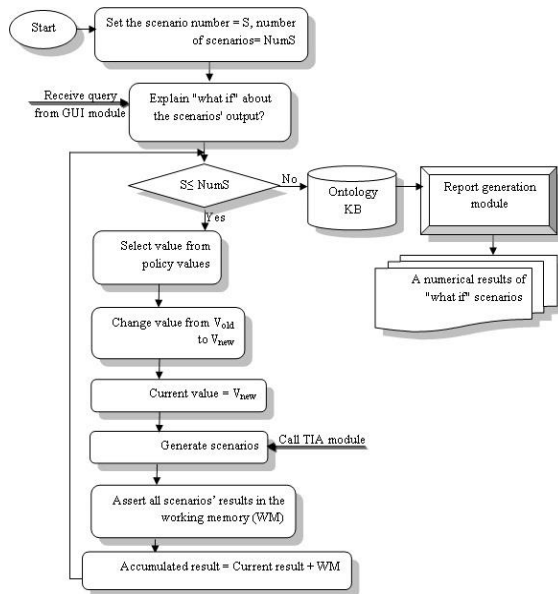 Start
Set the scenario number = S, number
of scenarios= NumS
Receive query
from GUI module
Explain "what if" about
the scenarios' output?
S≤ NumS
No
Ontology
KB
Report generation
module
A numerical results of
"what if" scenarios
Yes
Select value from
policy values
Change value from Vold
to Vnew
Current value = Vnew
Generate scenarios
Call TIA module
Assert all scenarios’ results in the
working memory (WM)
Accumulated result = Current result + WM